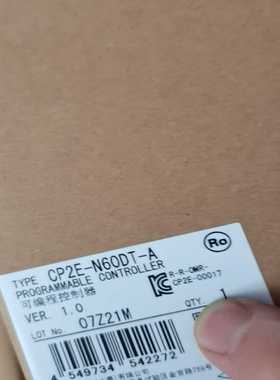 TYPE CP2E-N60DT-A
PROGRAMMABLE CONTROLLER
可编程控制器
VER. 1.0
LOT No 07Z21M
QTY. 1
R-R-OMR-
CP2E-00017
Ro
4 549734 542272